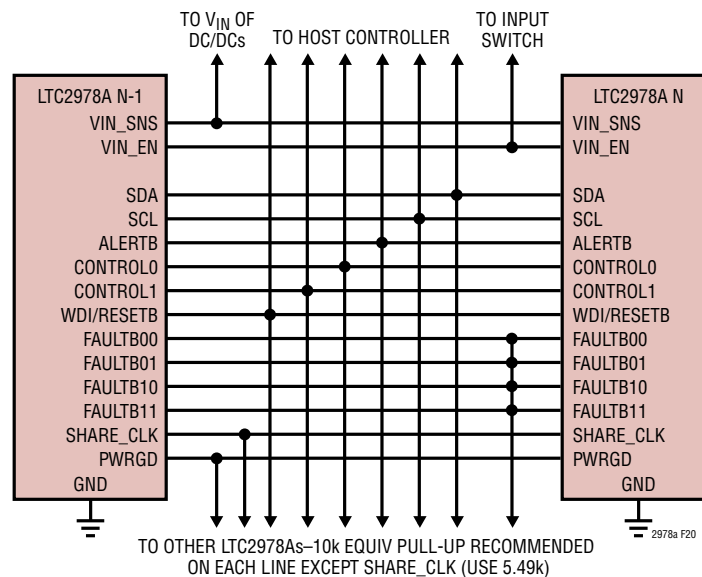 TO VIN OF
DC/DCs
TO HOST CONTROLLER
TO INPUT
SWITCH
LTC2978A N-1
VIN_SNS
VIN_EN
SDA
SCL
ALERTB
CONTROL0
CONTROL1
WDI/RESETB
FAULTB00
FAULTB01
FAULTB10
FAULTB11
SHARE_CLK
PWRGD
GND
LTC2978A N
VIN_SNS
VIN_EN
SDA
SCL
ALERTB
CONTROL0
CONTROL1
WDI/RESETB
FAULTB00
FAULTB01
FAULTB10
FAULTB11
SHARE_CLK
PWRGD
GND
2978a F20
TO OTHER LTC2978As–10k EQUIV PULL-UP RECOMMENDED
ON EACH LINE EXCEPT SHARE_CLK (USE 5.49k)